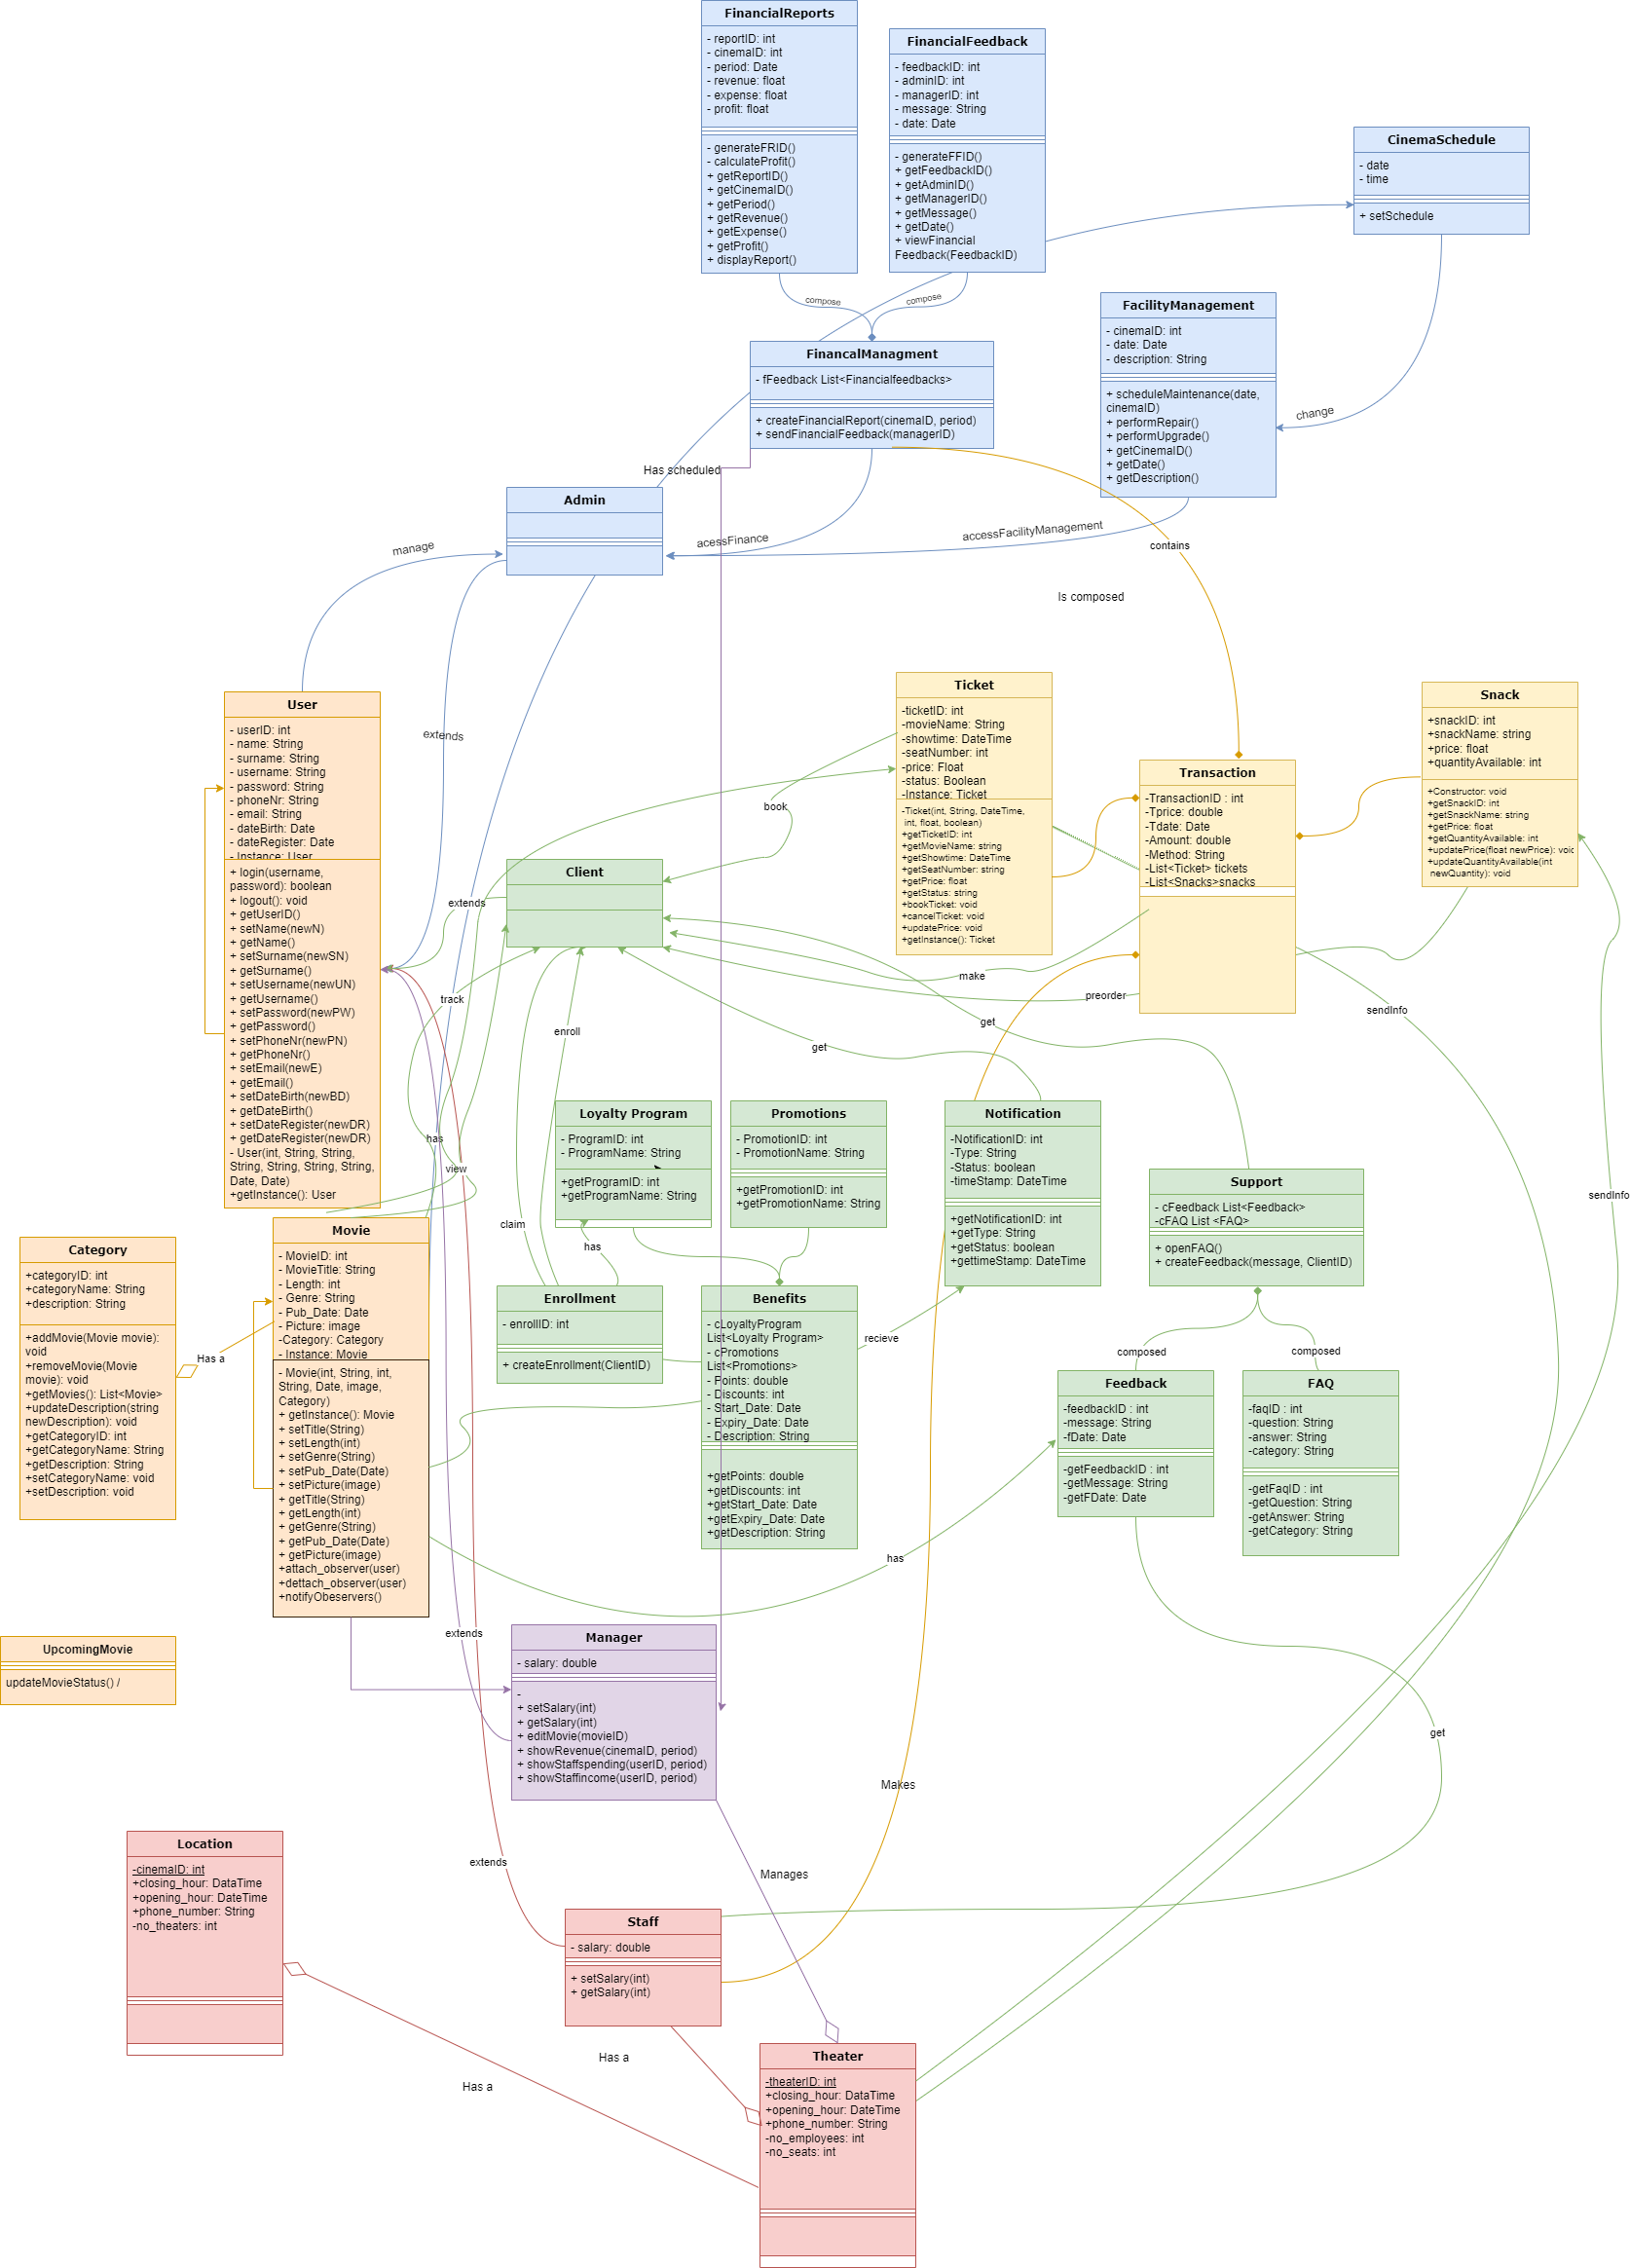 FinancialReports
- reportID: int
- cinemaID: int
- period: Date
- revenue: float
- expense: float
- profit: float
- generateFRID()
- calculateProfit()
+ getReportID()
+ getCinemaID()
+ getPeriod()
+ getRevenue()
+ getExpense()
+ getProfit()
+ displayReport()
FinancialFeedback
- feedbackID: int
- adminID: int
- managerID: int
- message: String
- date: Date
- generateFFID()
+ getFeedbackID()
+ getAdminID()
+ getManagerID()
+ getMessage()
+ getDate()
+ viewFinancial
Feedback(FeedbackID)
CinemaSchedule
- date
- time
+ setSchedule
compose
compose
FacilityManagement
- cinemaID: int
- date: Date
- description: String
+ scheduleMaintenance(date,
cinemaID)
+ performRepair()
+ performUpgrade()
+ getCinemaID()
+ getDate()
+ getDescription()
change
FinancalManagment
- fFeedback List<Financialfeedbacks>
+ createFinancialReport(cinemaID, period)
+ sendFinancialFeedback(managerID)
Has scheduled
Admin
manage
acessFinance
accessFacilityManagement
contains
Is composed
extends
User
- userID: int
- name: String
- surname: String
- username: String
- password: String
- phoneNr: String
- email: String
- dateBirth: Date
- dateRegister: Date
- Instance: User
+ login(username,
password): boolean
+ logout(): void
+ getUserID()
+ setName(newN)
+ getName()
+ setSurname(newSN)
+ getSurname()
+ setUsername(newUN)
+ getUsername()
+ setPassword(newPW)
+ getPassword()
+ setPhoneNr(newPN)
+ getPhoneNr()
+ setEmail(newE)
+ getEmail()
+ setDateBirth(newBD)
+ getDateBirth()
+ setDateRegister(newDR)
+ getDateRegister(newDR)
- User(int, String, String,
String, String, String, String,
Date, Date)
+getInstance(): User
Ticket
-ticketID: int
-movieName: String
-showtime: DateTime
-seatNumber: int
-price: Float
-status: Boolean
-Instance: Ticket
-Ticket(int, String, DateTime,
int, float, boolean)
+getTicketID: int
+getMovieName: string
+getShowtime: DateTime
+getSeatNumber: string
+getPrice: float
+getStatus: string
+bookTicket: void
+cancelTicket: void
+updatePrice: void
+getInstance(): Ticket
Transaction
-TransactionID : int
-Tprice: double
-Tdate: Date
-Amount: double
-Method: String
-List<Ticket> tickets
-List<Snacks>snacks
Snack
+snackID: int
+snackName: string
+price: float
+quantityAvailable: int
+Constructor: void
+getSnackID: int
+getSnackName: string
+getPrice: float
+getQuantityAvailable: int
+updatePrice(float newPrice): void
+updateQuantityAvailable(int
newQuantity): void
book
Client
extends
track
make
preorder
get
get
enroll
sendInfo
sendInfo
has
view
claim
Loyalty Program
- ProgramID: int
- ProgramName: String
+getProgramID: int
+getProgramName: String
Promotions
- PromotionID: int
- PromotionName: String
+getPromotionID: int
+getPromotionName: String
Notification
-NotificationID: int
-Type: String
-Status: boolean
-timeStamp: DateTime
+getNotificationID: int
+getType: String
+getStatus: boolean
+gettimeStamp: DateTime
Support
- cFeedback List<Feedback>
-cFAQ List <FAQ>
+ openFAQ()
+ createFeedback(message, ClientID)
has
Enrollment
- enrollID: int
+ createEnrollment(ClientID)
Benefits
- cLoyaltyProgram
List<Loyalty Program>
- cPromotions
List<Promotions>
- Points: double
- Discounts: int
- Start_Date: Date
- Expiry_Date: Date
- Description: String
+getPoints: double
+getDiscounts: int
+getStart_Date: Date
+getExpiry_Date: Date
+getDescription: String
recieve
composed
composed
Feedback
-feedbackID : int
-message: String
-fDate: Date
-getFeedbackID : int
-getMessage: String
-getFDate: Date
FAQ
-faqID : int
-question: String
-answer: String
-category: String
-getFaqID : int
-getQuestion: String
-getAnswer: String
-getCategory: String
Category
+categoryID: int
+categoryName: String
+description: String
+addMovie(Movie movie):
void
+removeMovie(Movie
movie): void
+getMovies(): List<Movie>
+updateDescription(string
newDescription): void
+getCategoryID: int
+getCategoryName: String
+getDescription: String
+setCategoryName: void
+setDescription: void
Has a
Movie
- MovieID: int
- MovieTitle: String
- Length: int
- Genre: String
- Pub_Date: Date
- Picture: image
-Category: Category
- Instance: Movie
- Movie(int, String, int,
String, Date, image,
Category)
+ getInstance(): Movie
+ setTitle(String)
+ setLength(int)
+ setGenre(String)
+ setPub_Date(Date)
+ setPicture(image)
+ getTitle(String)
+ getLength(int)
+ getGenre(String)
+ getPub_Date(Date)
+ getPicture(image)
+attach_observer(user)
+dettach_observer(user)
+notifyObeservers()
has
UpcomingMovie
updateMovieStatus() /
extends
Manager
- salary: double
-
+ setSalary(int)
+ getSalary(int)
+ editMovie(movieID)
+ showRevenue(cinemaID, period)
+ showStaffspending(userID, period)
+ showStaffincome(userID, period)
get
Makes
Manages
extends
Location
-cinemaID: int
+closing_hour: DataTime
+opening_hour: DateTime
+phone_number: String
-no_theaters: int
Staff
- salary: double
+ setSalary(int)
+ getSalary(int)
Has a
Has a
Theater
-theaterID: int
+closing_hour: DataTime
+opening_hour: DateTime
+phone_number: String
-no_employees: int
-no_seats: int